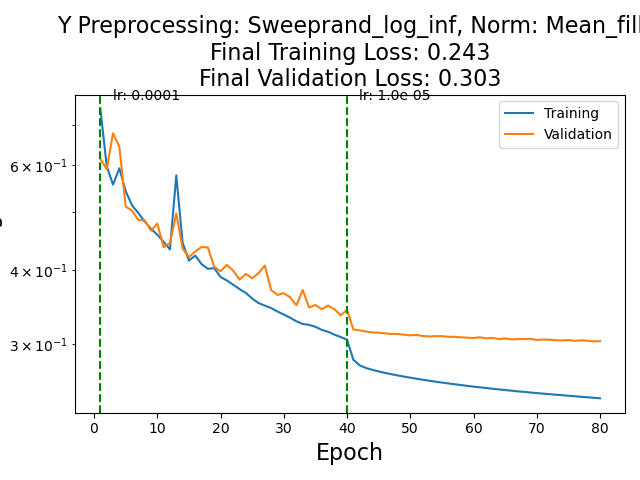 Y Preprocessing: Sweeprand_log_inf, Norm: Mean_fill
Final Training Loss: 0.243
Final Validation Loss: 0.303
lr: 0.0001
lr: 1.0e-05
Training
Validation
6 × 10⁻¹
4 × 10⁻¹
3 × 10⁻¹
0 10 20 30 40 50 60 70 80
Epoch